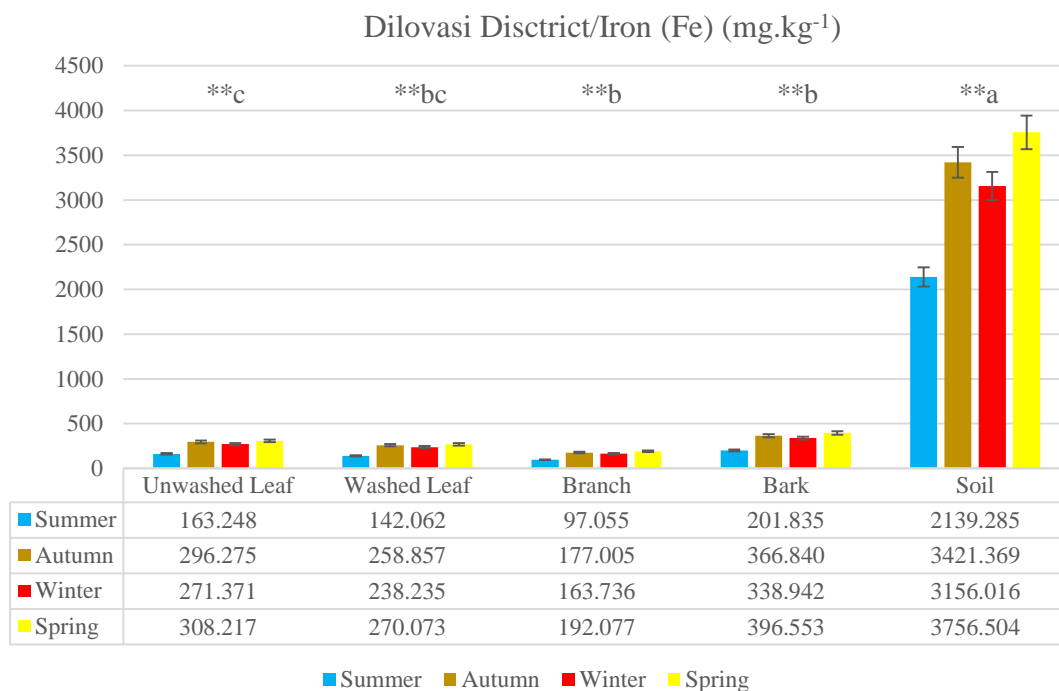 Dilovasi Disctrict/Iron (Fe) (mg.kg⁻¹)
4500
**c **bc **b **b **a
4000
3500
3000
2500
2000
1500
1000
500
0
Unwashed Leaf Washed Leaf Branch Bark Soil
Summer 163.248 142.062 97.055 201.835 2139.285
Autumn 296.275 258.857 177.005 366.840 3421.369
Winter 271.371 238.235 163.736 338.942 3156.016
Spring 308.217 270.073 192.077 396.553 3756.504
Summer Autumn Winter Spring